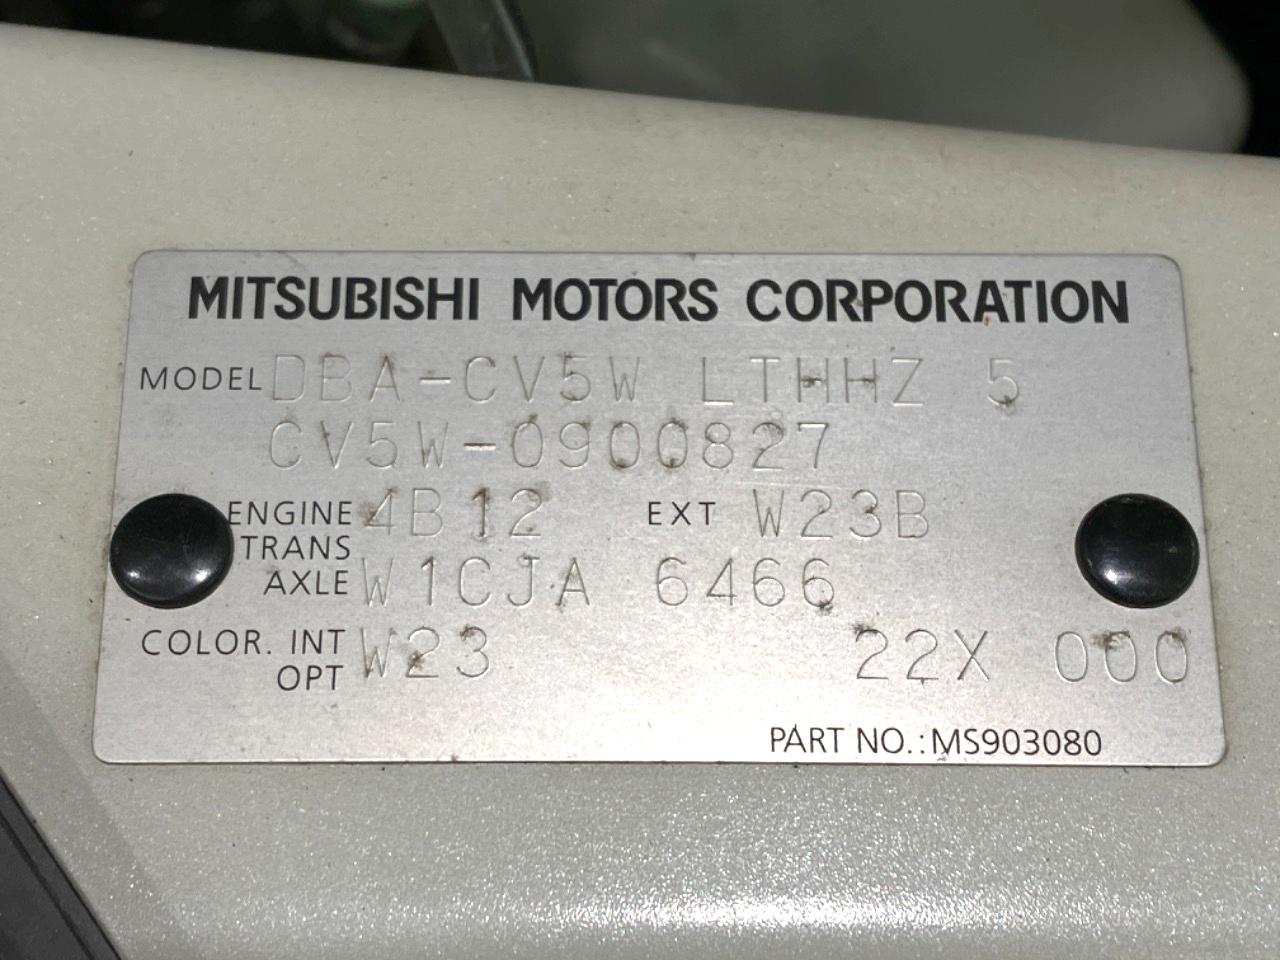 MITSUBISHI MOTORS CORPORATION
MODEL DBA-CV5W LTHHZ 5
CV5W-0900827
ENGINE 4B12 EXT W23B
TRANS
AXLE W1CJA 6466
COLOR. INT W23 22X 000
OPT
PART NO.:MS903080